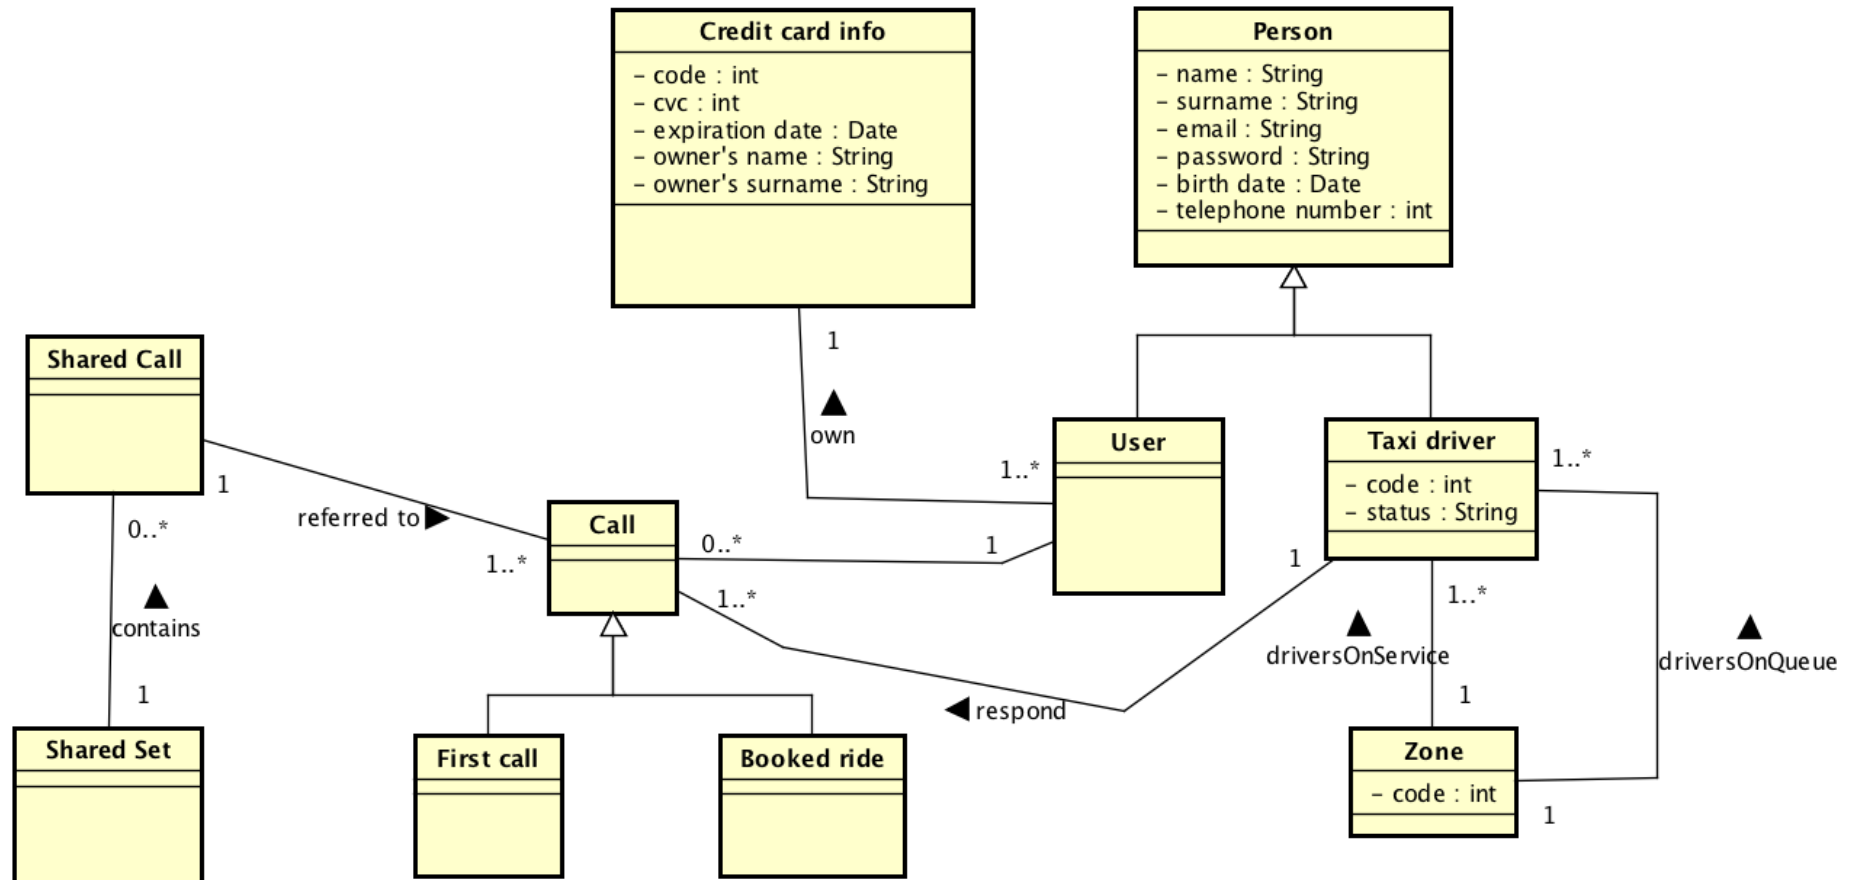 Credit card info
– code : int
– cvc : int
– expiration date : Date
– owner's name : String
– owner's surname : String
Person
– name : String
– surname : String
– email : String
– password : String
– birth date : Date
– telephone number : int
1
▲
own
1..*
Shared Call
1
referred to ▶
1..*
0..*
▲
contains
1
Shared Set
Call
0..*
1
1..*
User
Taxi driver
– code : int
– status : String
1..*
1
1..*
▲
driversOnService
1
▲
driversOnQueue
◀ respond
First call
Booked ride
Zone
– code : int
1